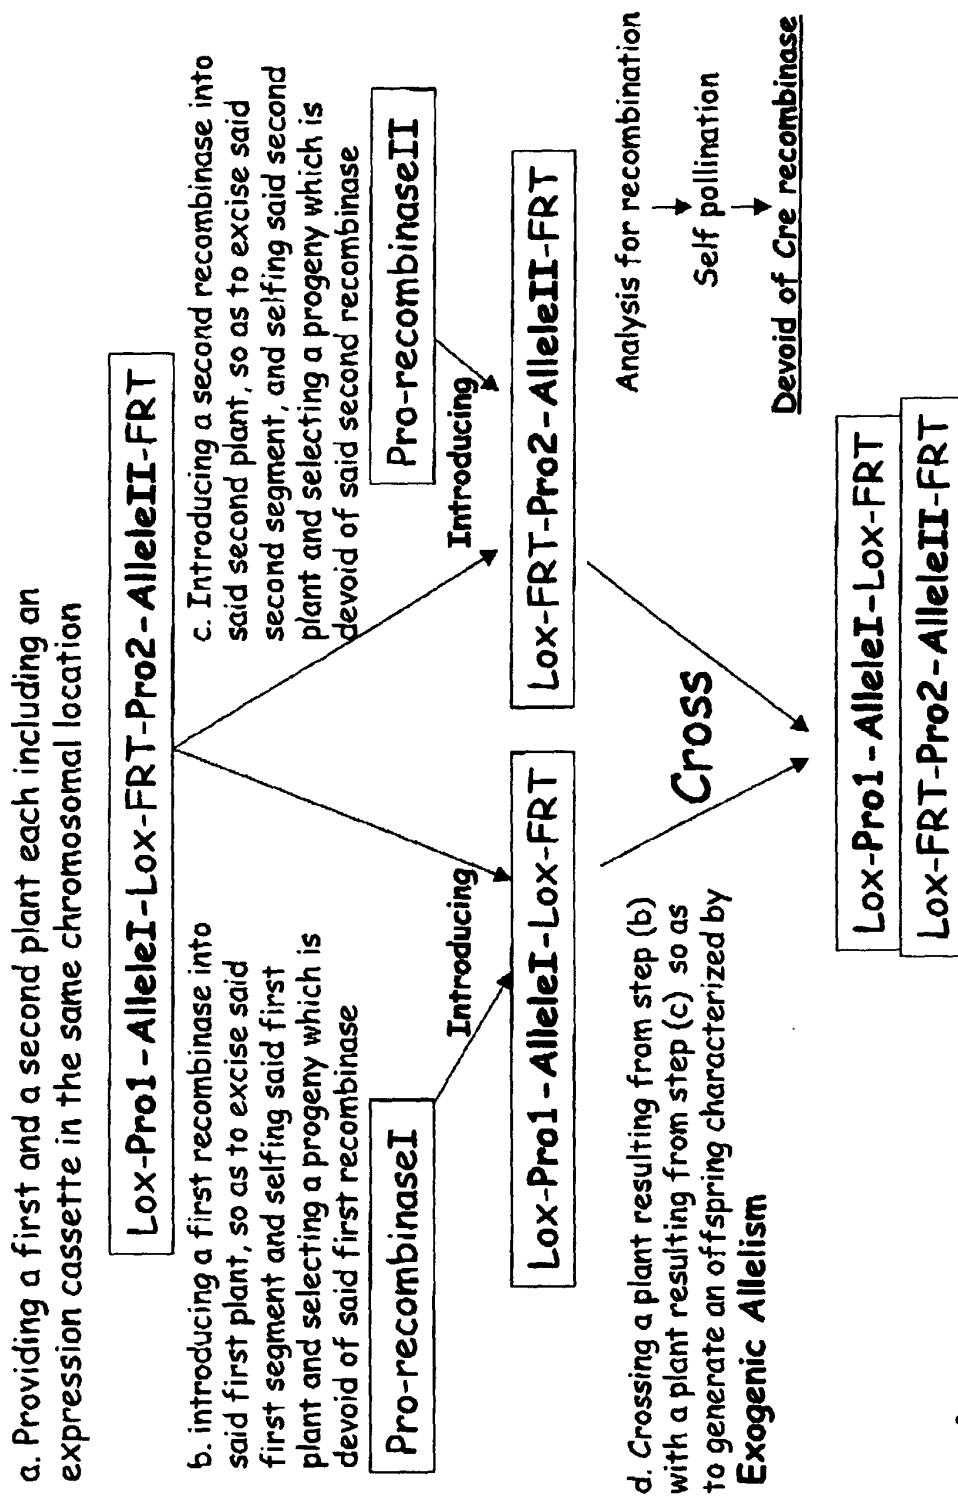 a. Providing a first and a second plant each including an
expression cassette in the same chromosomal location
Lox-Pro1-AlleleI-Lox-FRT-Pro2-AlleleII-FRT
b. introducing a first recombinase into
said first plant, so as to excise said
first segment and selfing said first
plant and selecting a progeny which is
devoid of said first recombinase
c. Introducing a second recombinase into
said second plant, so as to excise said
second segment, and selfing said second
plant and selecting a progeny which is
devoid of said second recombinase
Pro-recombinaseI
Introducing
Introducing
Pro-recombinaseII
Lox-Pro1-AlleleI-Lox-FRT
Lox-FRT-Pro2-AlleleII-FRT
d. Crossing a plant resulting from step (b)
with a plant resulting from step (c) so as
to generate an offspring characterized by
Exogenic Allelism
Cross
Analysis for recombination
Self pollination
Devoid of Cre recombinase
Lox-Pro1-AlleleI-Lox-FRT
Lox-FRT-Pro2-AlleleII-FRT